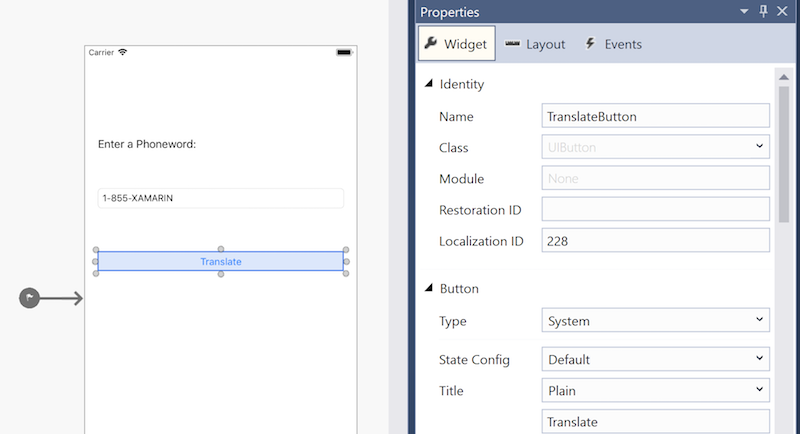 Carrier
Enter a Phoneword:
1-855-XAMARIN
Translate
Properties
Widget Layout Events
Identity
Name TranslateButton
Class UIButton
Module None
Restoration ID
Localization ID 228
Button
Type System
State Config Default
Title Plain
Translate